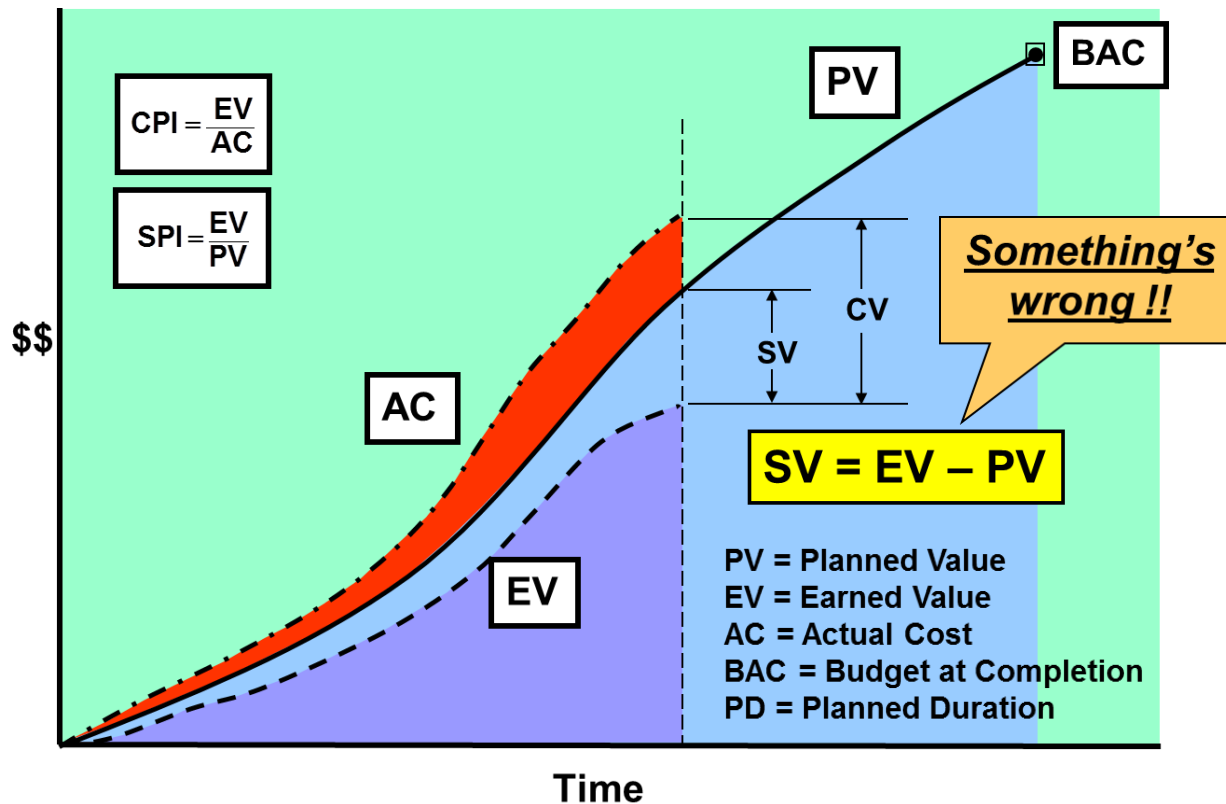 BAC
PV
CPI = EV
AC
SPI = EV
PV
Something's
wrong !!
$$
CV
SV
AC
SV = EV – PV
EV
PV = Planned Value
EV = Earned Value
AC = Actual Cost
BAC = Budget at Completion
PD = Planned Duration
Time